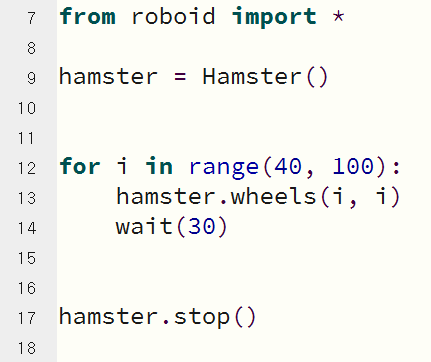 7 from roboid import *
8
9 hamster = Hamster()
10
11
12 for i in range(40, 100):
13     hamster.wheels(i, i)
14     wait(30)
15
16
17 hamster.stop()
18